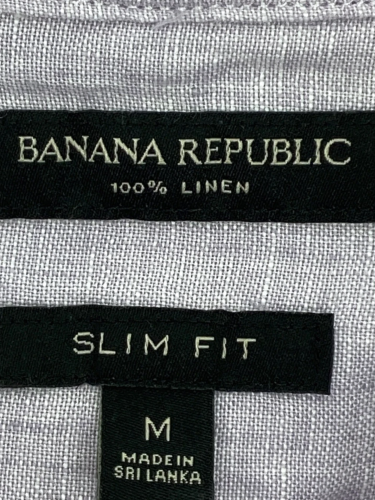 BANANA REPUBLIC
100% LINEN
SLIM FIT
M
MADE IN
SRI LANKA